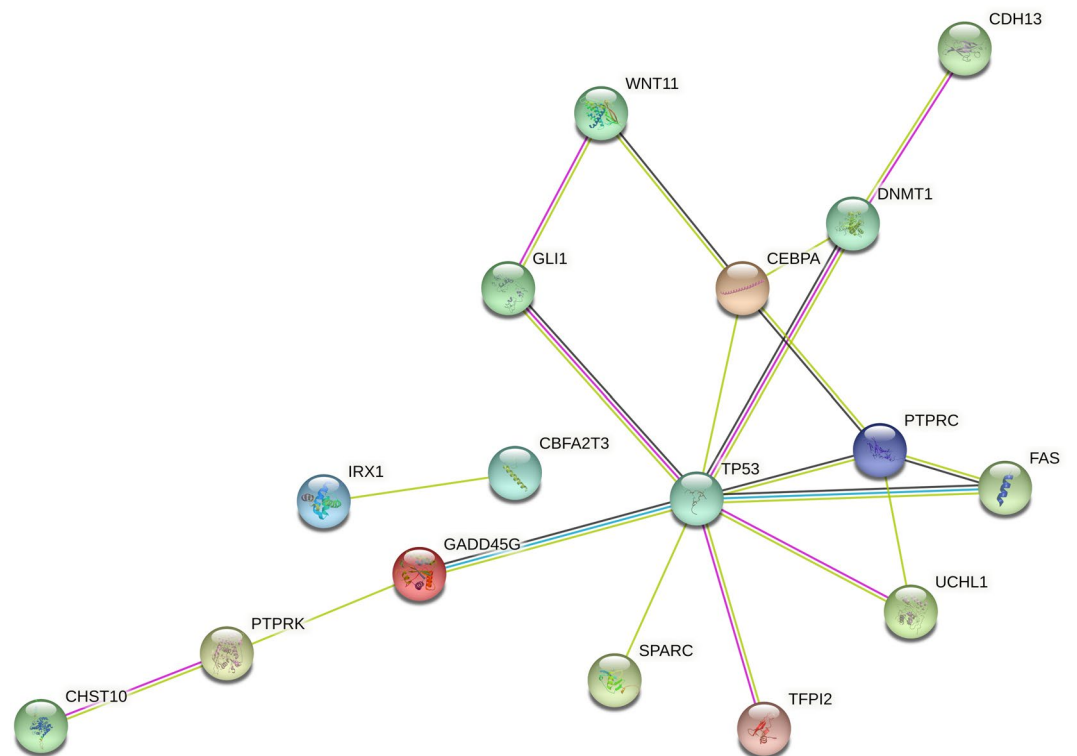 CDH13
WNT11
DNMT1
GLI1
CEBPA
PTPRC
CBFA2T3
FAS
TP53
IRX1
GADD45G
UCHL1
PTPRK
SPARC
CHST10
TFPI2